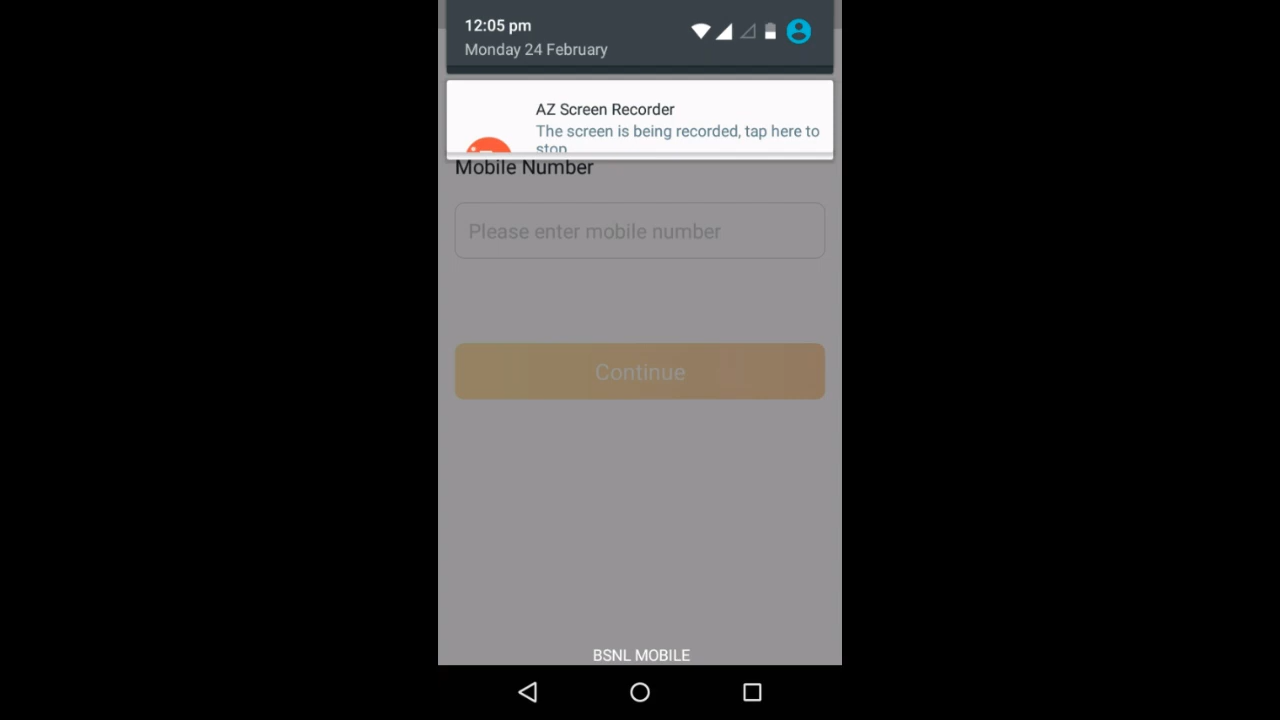 12:05 pm
Monday 24 February
AZ Screen Recorder
The screen is being recorded, tap here to
stop
Mobile Number
Please enter mobile number
Continue
BSNL MOBILE